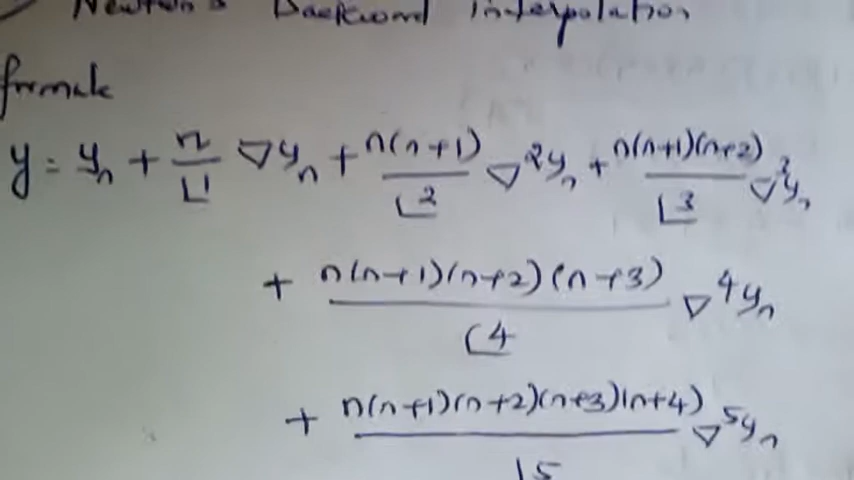 Newton's Backward interpolation
formula
y = yₙ + n/⌊1 ∇yₙ + n(n+1)/⌊2 ∇²yₙ + n(n+1)(n+2)/⌊3 ∇³yₙ
+ n(n+1)(n+2)(n+3)/⌊4 ∇⁴yₙ
+ n(n+1)(n+2)(n+3)(n+4)/⌊5 ∇⁵yₙ